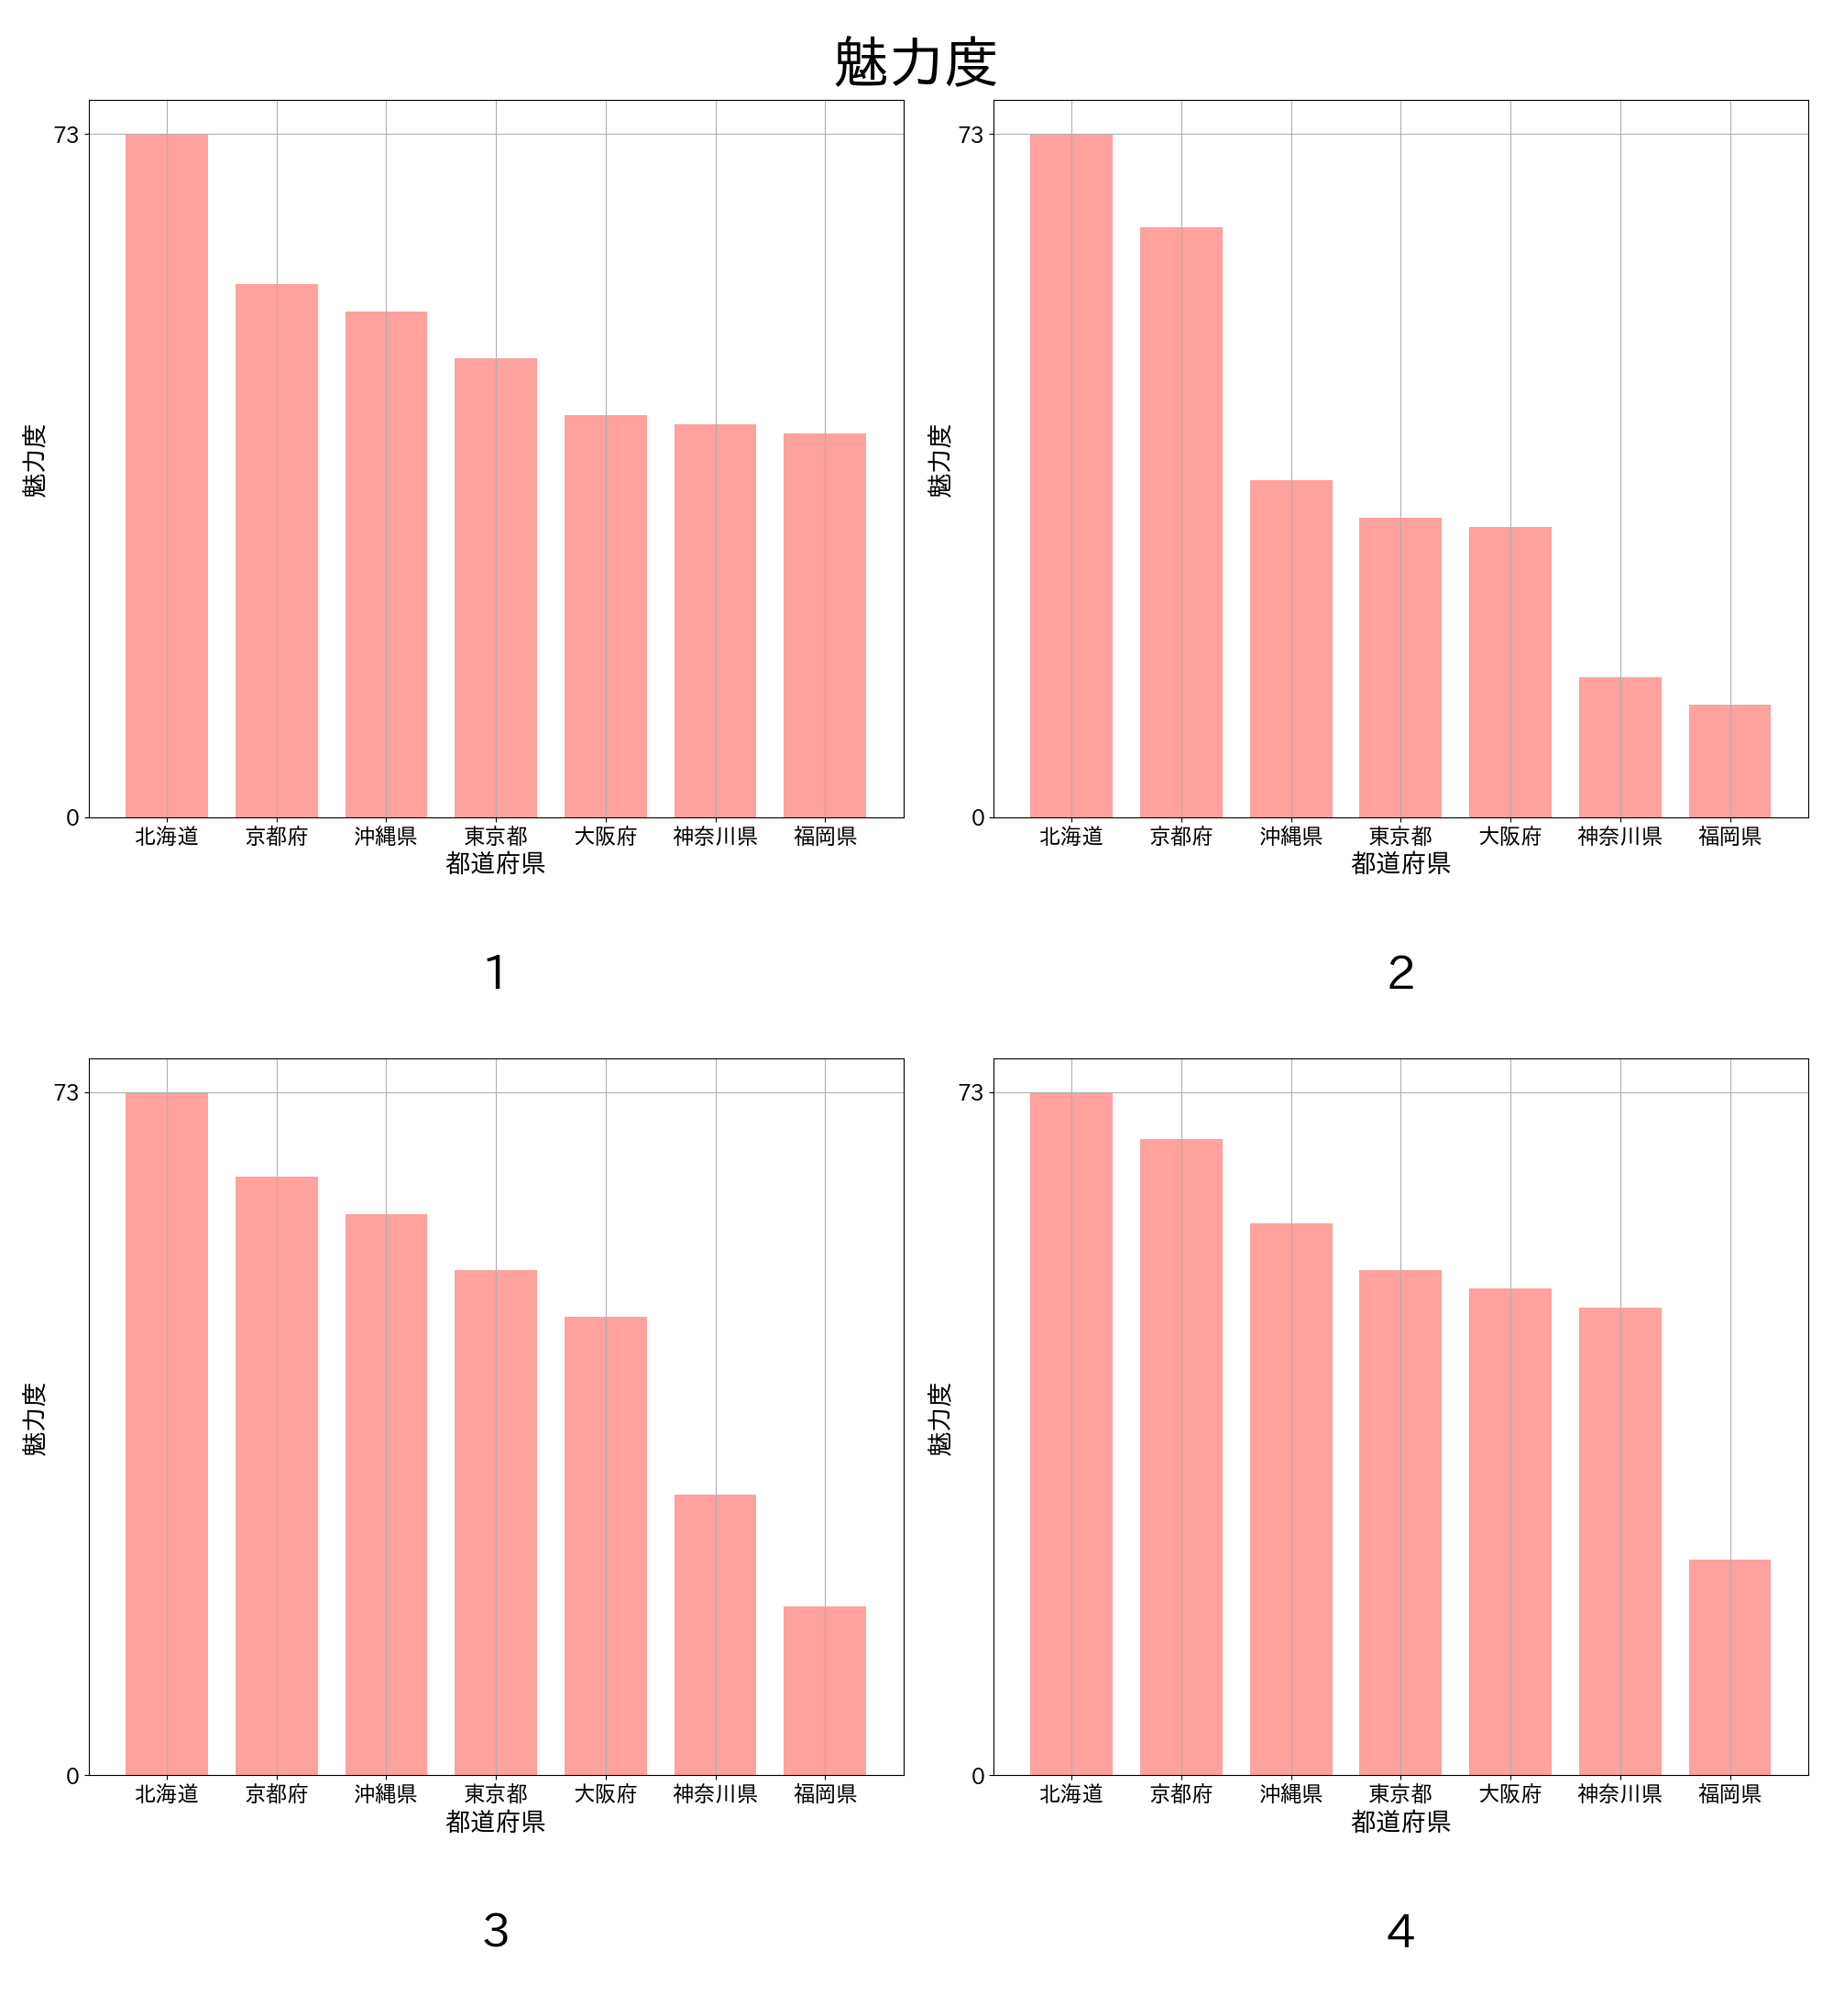 魅力度
73
0
魅力度
北海道 京都府 沖縄県 東京都 大阪府 神奈川県 福岡県
都道府県
1
73
0
魅力度
北海道 京都府 沖縄県 東京都 大阪府 神奈川県 福岡県
都道府県
2
73
0
魅力度
北海道 京都府 沖縄県 東京都 大阪府 神奈川県 福岡県
都道府県
3
73
0
魅力度
北海道 京都府 沖縄県 東京都 大阪府 神奈川県 福岡県
都道府県
4